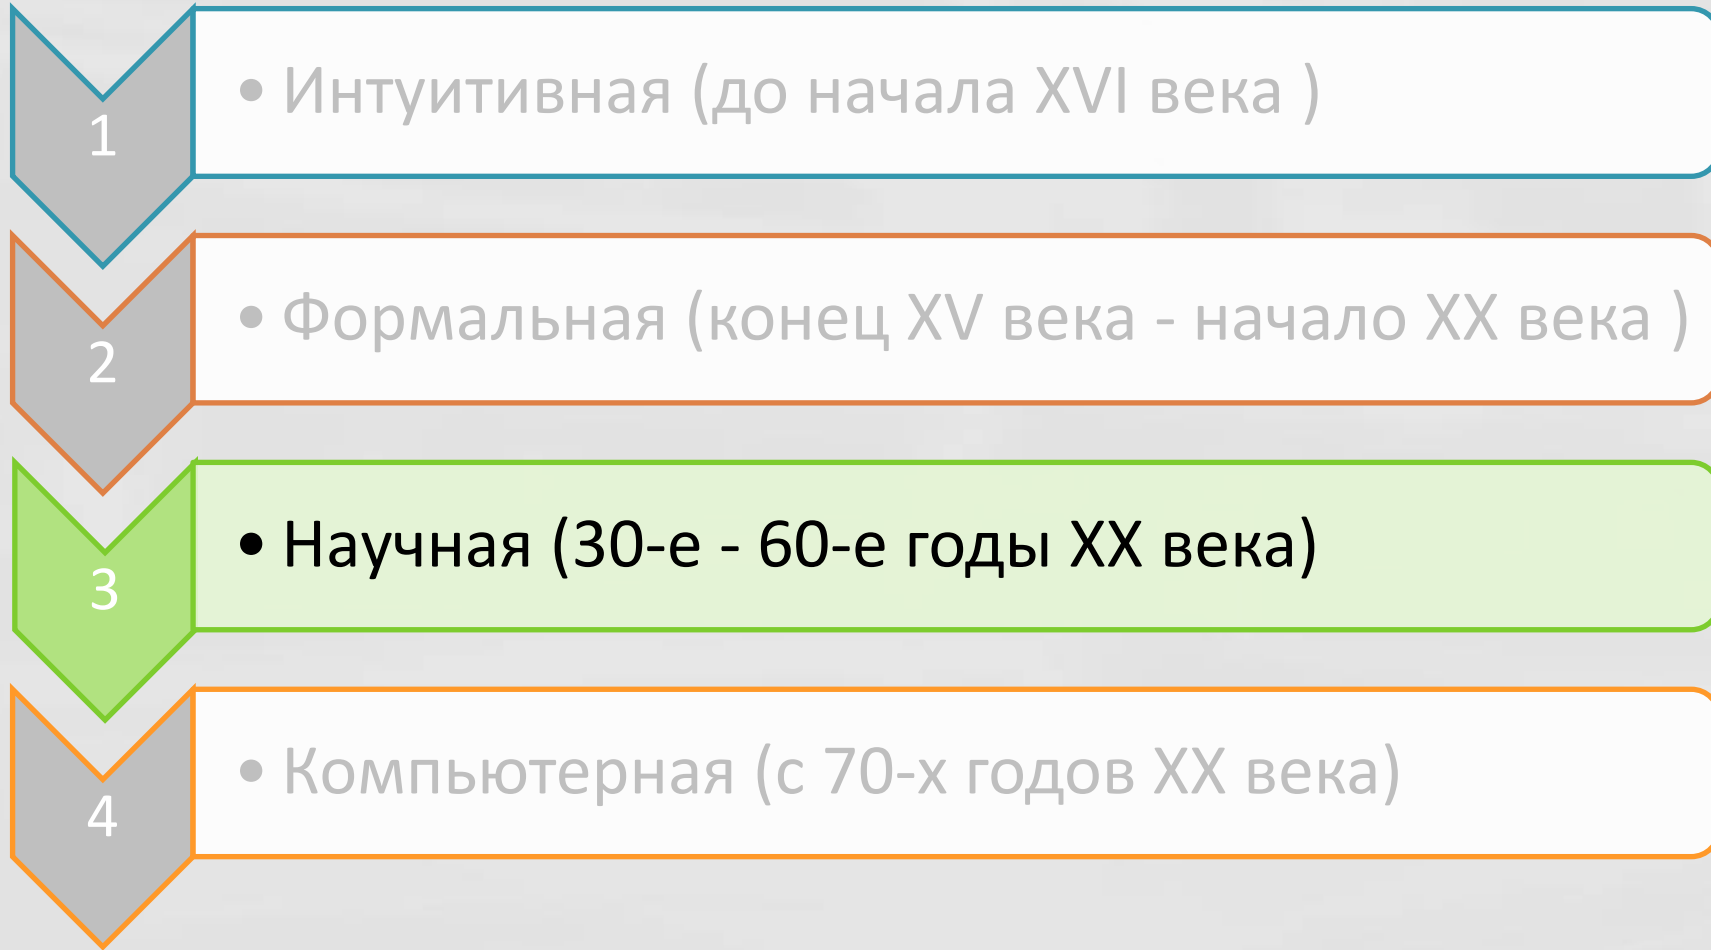 1
• Интуитивная (до начала XVI века )
2
• Формальная (конец XV века - начало XX века )
3
• Научная (30-е - 60-е годы XX века)
4
• Компьютерная (с 70-х годов XX века)